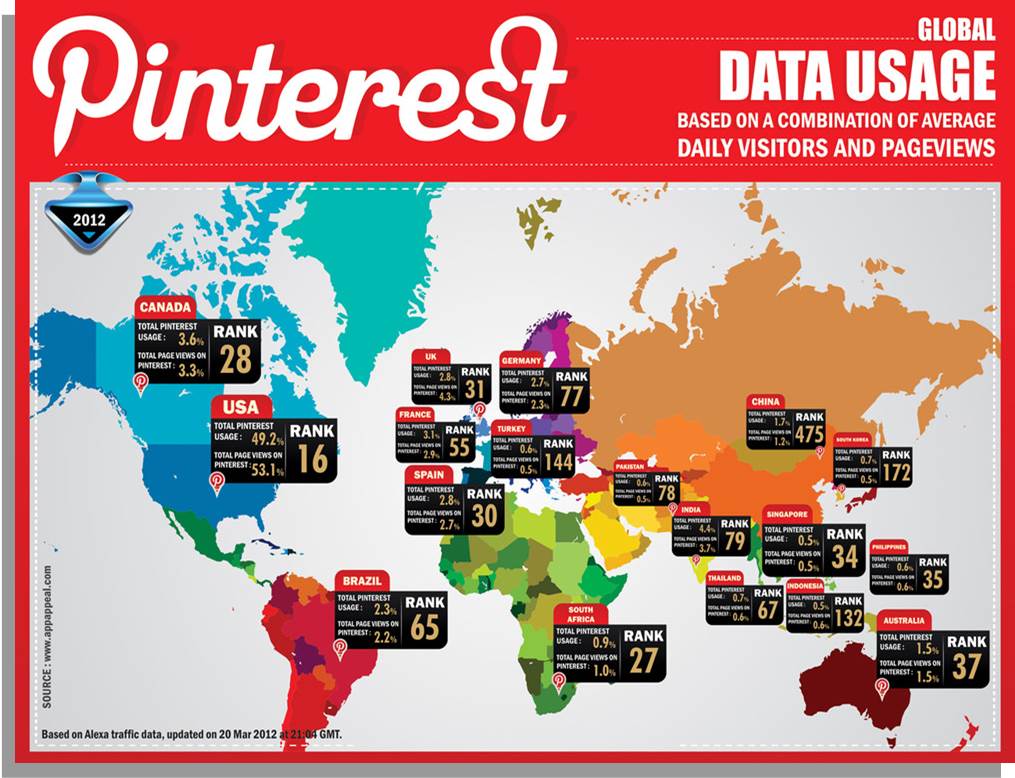 Pinterest
GLOBAL
DATA USAGE
BASED ON A COMBINATION OF AVERAGE
DAILY VISITORS AND PAGEVIEWS
2012
CANADA
TOTAL PINTEREST
USAGE : 3.6%
TOTAL PAGE VIEWS ON
PINTEREST : 3.3%
RANK
28
USA
TOTAL PINTEREST
USAGE : 49.2%
TOTAL PAGE VIEWS ON
PINTEREST : 53.1%
RANK
16
UK
TOTAL PINTEREST
USAGE : 2.8%
TOTAL PAGE VIEWS ON
PINTEREST : 4.3%
RANK
31
GERMANY
TOTAL PINTEREST
USAGE : 2.7%
TOTAL PAGE VIEWS ON
PINTEREST : 2.3%
RANK
77
FRANCE
TOTAL PINTEREST
USAGE : 3.1%
TOTAL PAGE VIEWS ON
PINTEREST : 2.9%
RANK
55
TURKEY
TOTAL PINTEREST
USAGE : 0.6%
TOTAL PAGE VIEWS ON
PINTEREST : 0.5%
RANK
144
SPAIN
TOTAL PINTEREST
USAGE : 2.8%
TOTAL PAGE VIEWS ON
PINTEREST : 2.7%
RANK
30
CHINA
TOTAL PINTEREST
USAGE : 1.7%
TOTAL PAGE VIEWS ON
PINTEREST : 1.2%
RANK
475
SOUTH KOREA
TOTAL PINTEREST
USAGE : 0.7%
TOTAL PAGE VIEWS ON
PINTEREST : 0.5%
RANK
172
PAKISTAN
TOTAL PINTEREST
USAGE : 0.6%
TOTAL PAGE VIEWS ON
PINTEREST : 0.5%
RANK
78
INDIA
TOTAL PINTEREST
USAGE : 4.4%
TOTAL PAGE VIEWS ON
PINTEREST : 3.7%
RANK
79
SINGAPORE
TOTAL PINTEREST
USAGE : 0.5%
TOTAL PAGE VIEWS ON
PINTEREST : 0.5%
RANK
34
PHILIPPINES
TOTAL PINTEREST
USAGE : 0.6%
TOTAL PAGE VIEWS ON
PINTEREST : 0.6%
RANK
35
THAILAND
TOTAL PINTEREST
USAGE : 0.7%
TOTAL PAGE VIEWS ON
PINTEREST : 0.6%
RANK
67
INDONESIA
TOTAL PINTEREST
USAGE : 0.5%
TOTAL PAGE VIEWS ON
PINTEREST : 0.6%
RANK
132
BRAZIL
TOTAL PINTEREST
USAGE : 2.3%
TOTAL PAGE VIEWS ON
PINTEREST : 2.2%
RANK
65
SOUTH
AFRICA
TOTAL PINTEREST
USAGE : 0.9%
TOTAL PAGE VIEWS ON
PINTEREST : 1.0%
RANK
27
AUSTRALIA
TOTAL PINTEREST
USAGE : 1.5%
TOTAL PAGE VIEWS ON
PINTEREST : 1.5%
RANK
37
SOURCE : www.appappeal.com
Based on Alexa traffic data, updated on 20 Mar 2012 at 21:04 GMT.